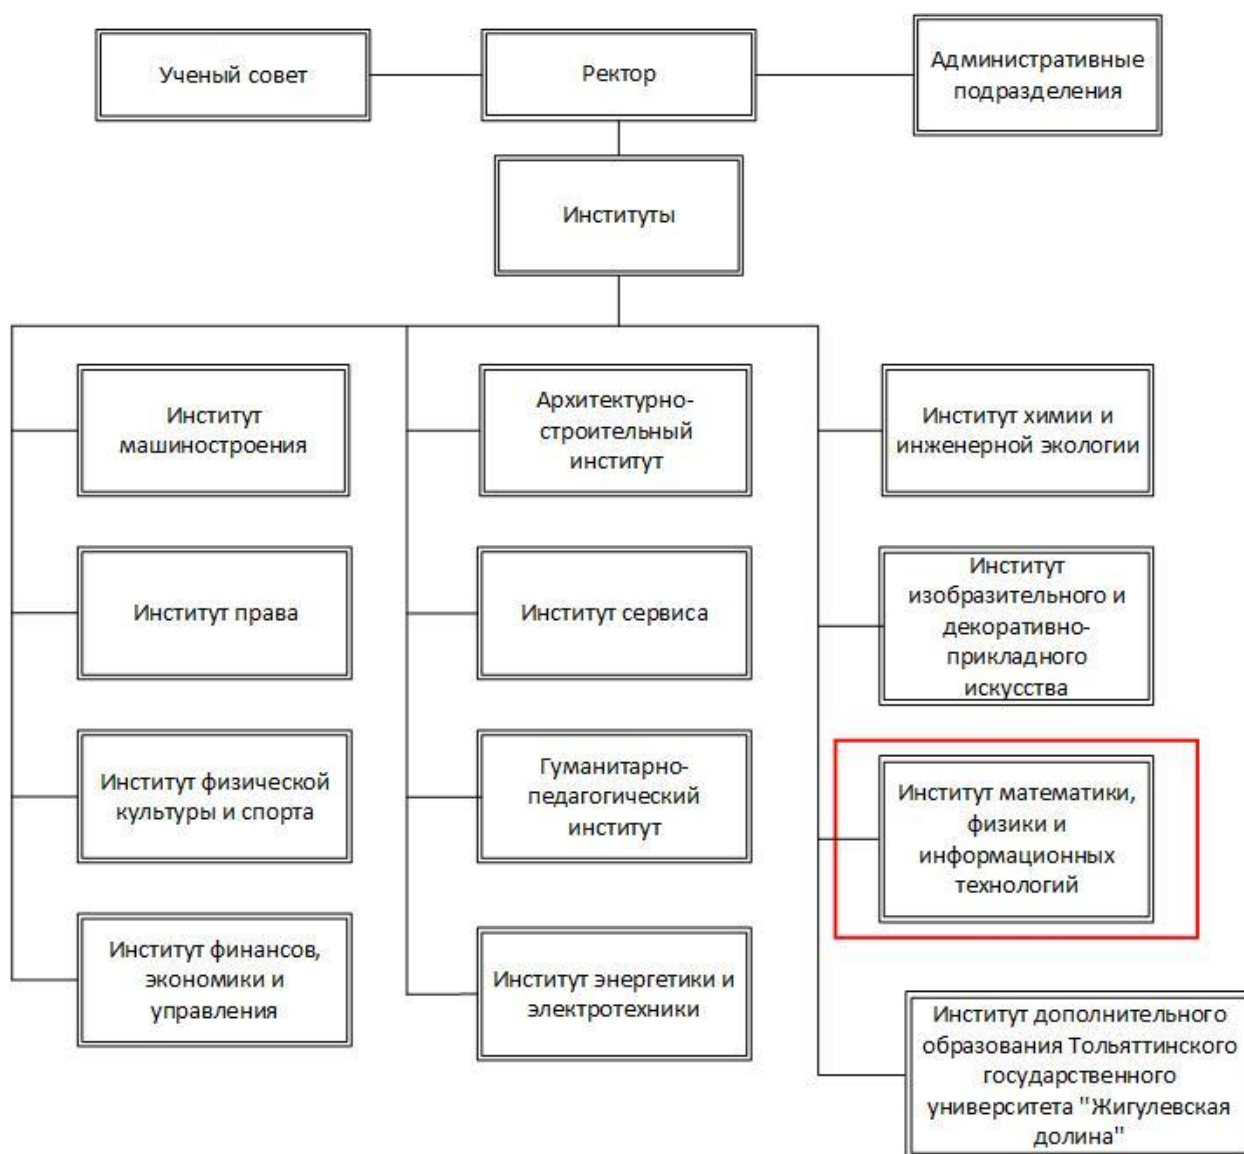 Ученый совет
Ректор
Административные
подразделения
Институты
Институт
машиностроения
Архитектурно-
строительный
институт
Институт химии и
инженерной экологии
Институт права
Институт сервиса
Институт
изобразительного и
декоративно-
прикладного
искусства
Институт физической
культуры и спорта
Гуманитарно-
педагогический
институт
Институт математики,
физики и
информационных
технологий
Институт финансов,
экономики и
управления
Институт энергетики и
электротехники
Институт дополнительного
образования Тольяттинского
государственного
университета "Жигулевская
долина"